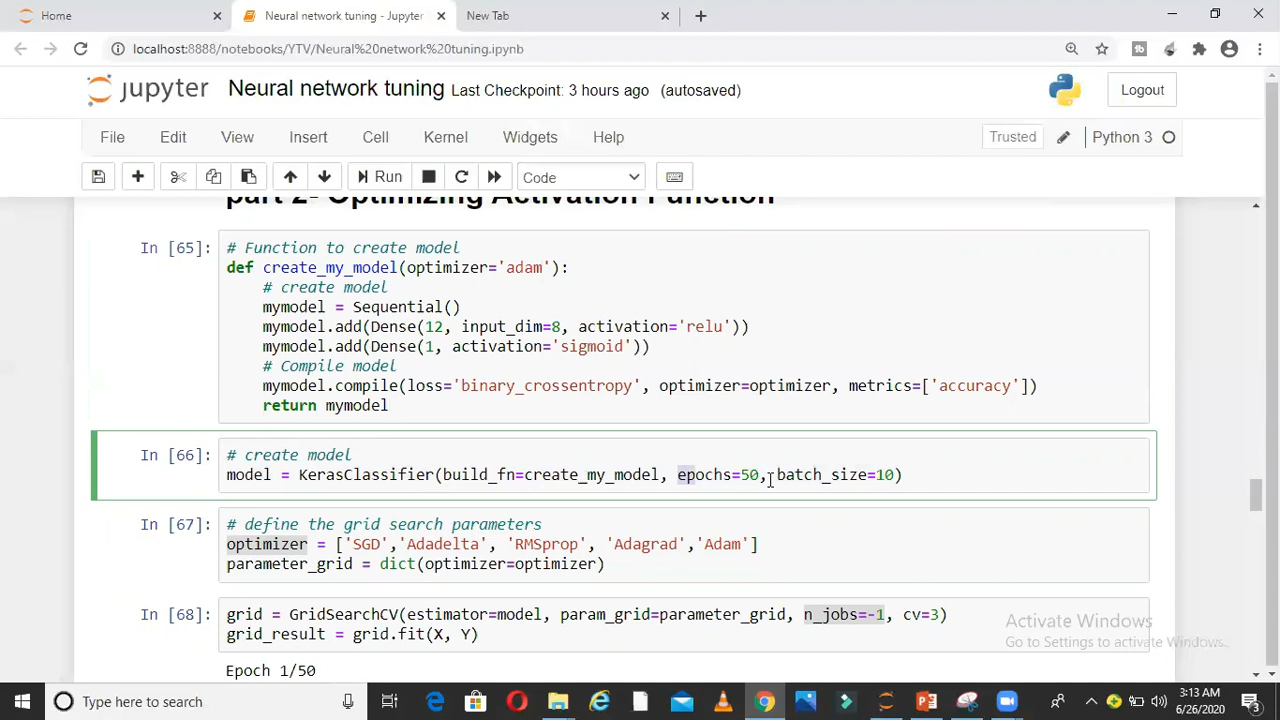 Home
Neural network tuning - Jupyter
New Tab
localhost:8888/notebooks/YTV/Neural%20network%20tuning.ipynb
jupyter Neural network tuning Last Checkpoint: 3 hours ago (autosaved)
Logout
File Edit View Insert Cell Kernel Widgets Help
Trusted Python 3
Run Code
part 2- Optimizing Activation Function
In [65]: # Function to create model
def create_my_model(optimizer='adam'):
# create model
mymodel = Sequential()
mymodel.add(Dense(12, input_dim=8, activation='relu'))
mymodel.add(Dense(1, activation='sigmoid'))
# Compile model
mymodel.compile(loss='binary_crossentropy', optimizer=optimizer, metrics=['accuracy'])
return mymodel
In [66]: # create model
model = KerasClassifier(build_fn=create_my_model, epochs=50, batch_size=10)
In [67]: # define the grid search parameters
optimizer = ['SGD','Adadelta', 'RMSprop', 'Adagrad','Adam']
parameter_grid = dict(optimizer=optimizer)
In [68]: grid = GridSearchCV(estimator=model, param_grid=parameter_grid, n_jobs=-1, cv=3)
grid_result = grid.fit(X, Y)
Epoch 1/50
Activate Windows
Go to Settings to activate Windows.
Type here to search
3:13 AM
6/26/2020
3